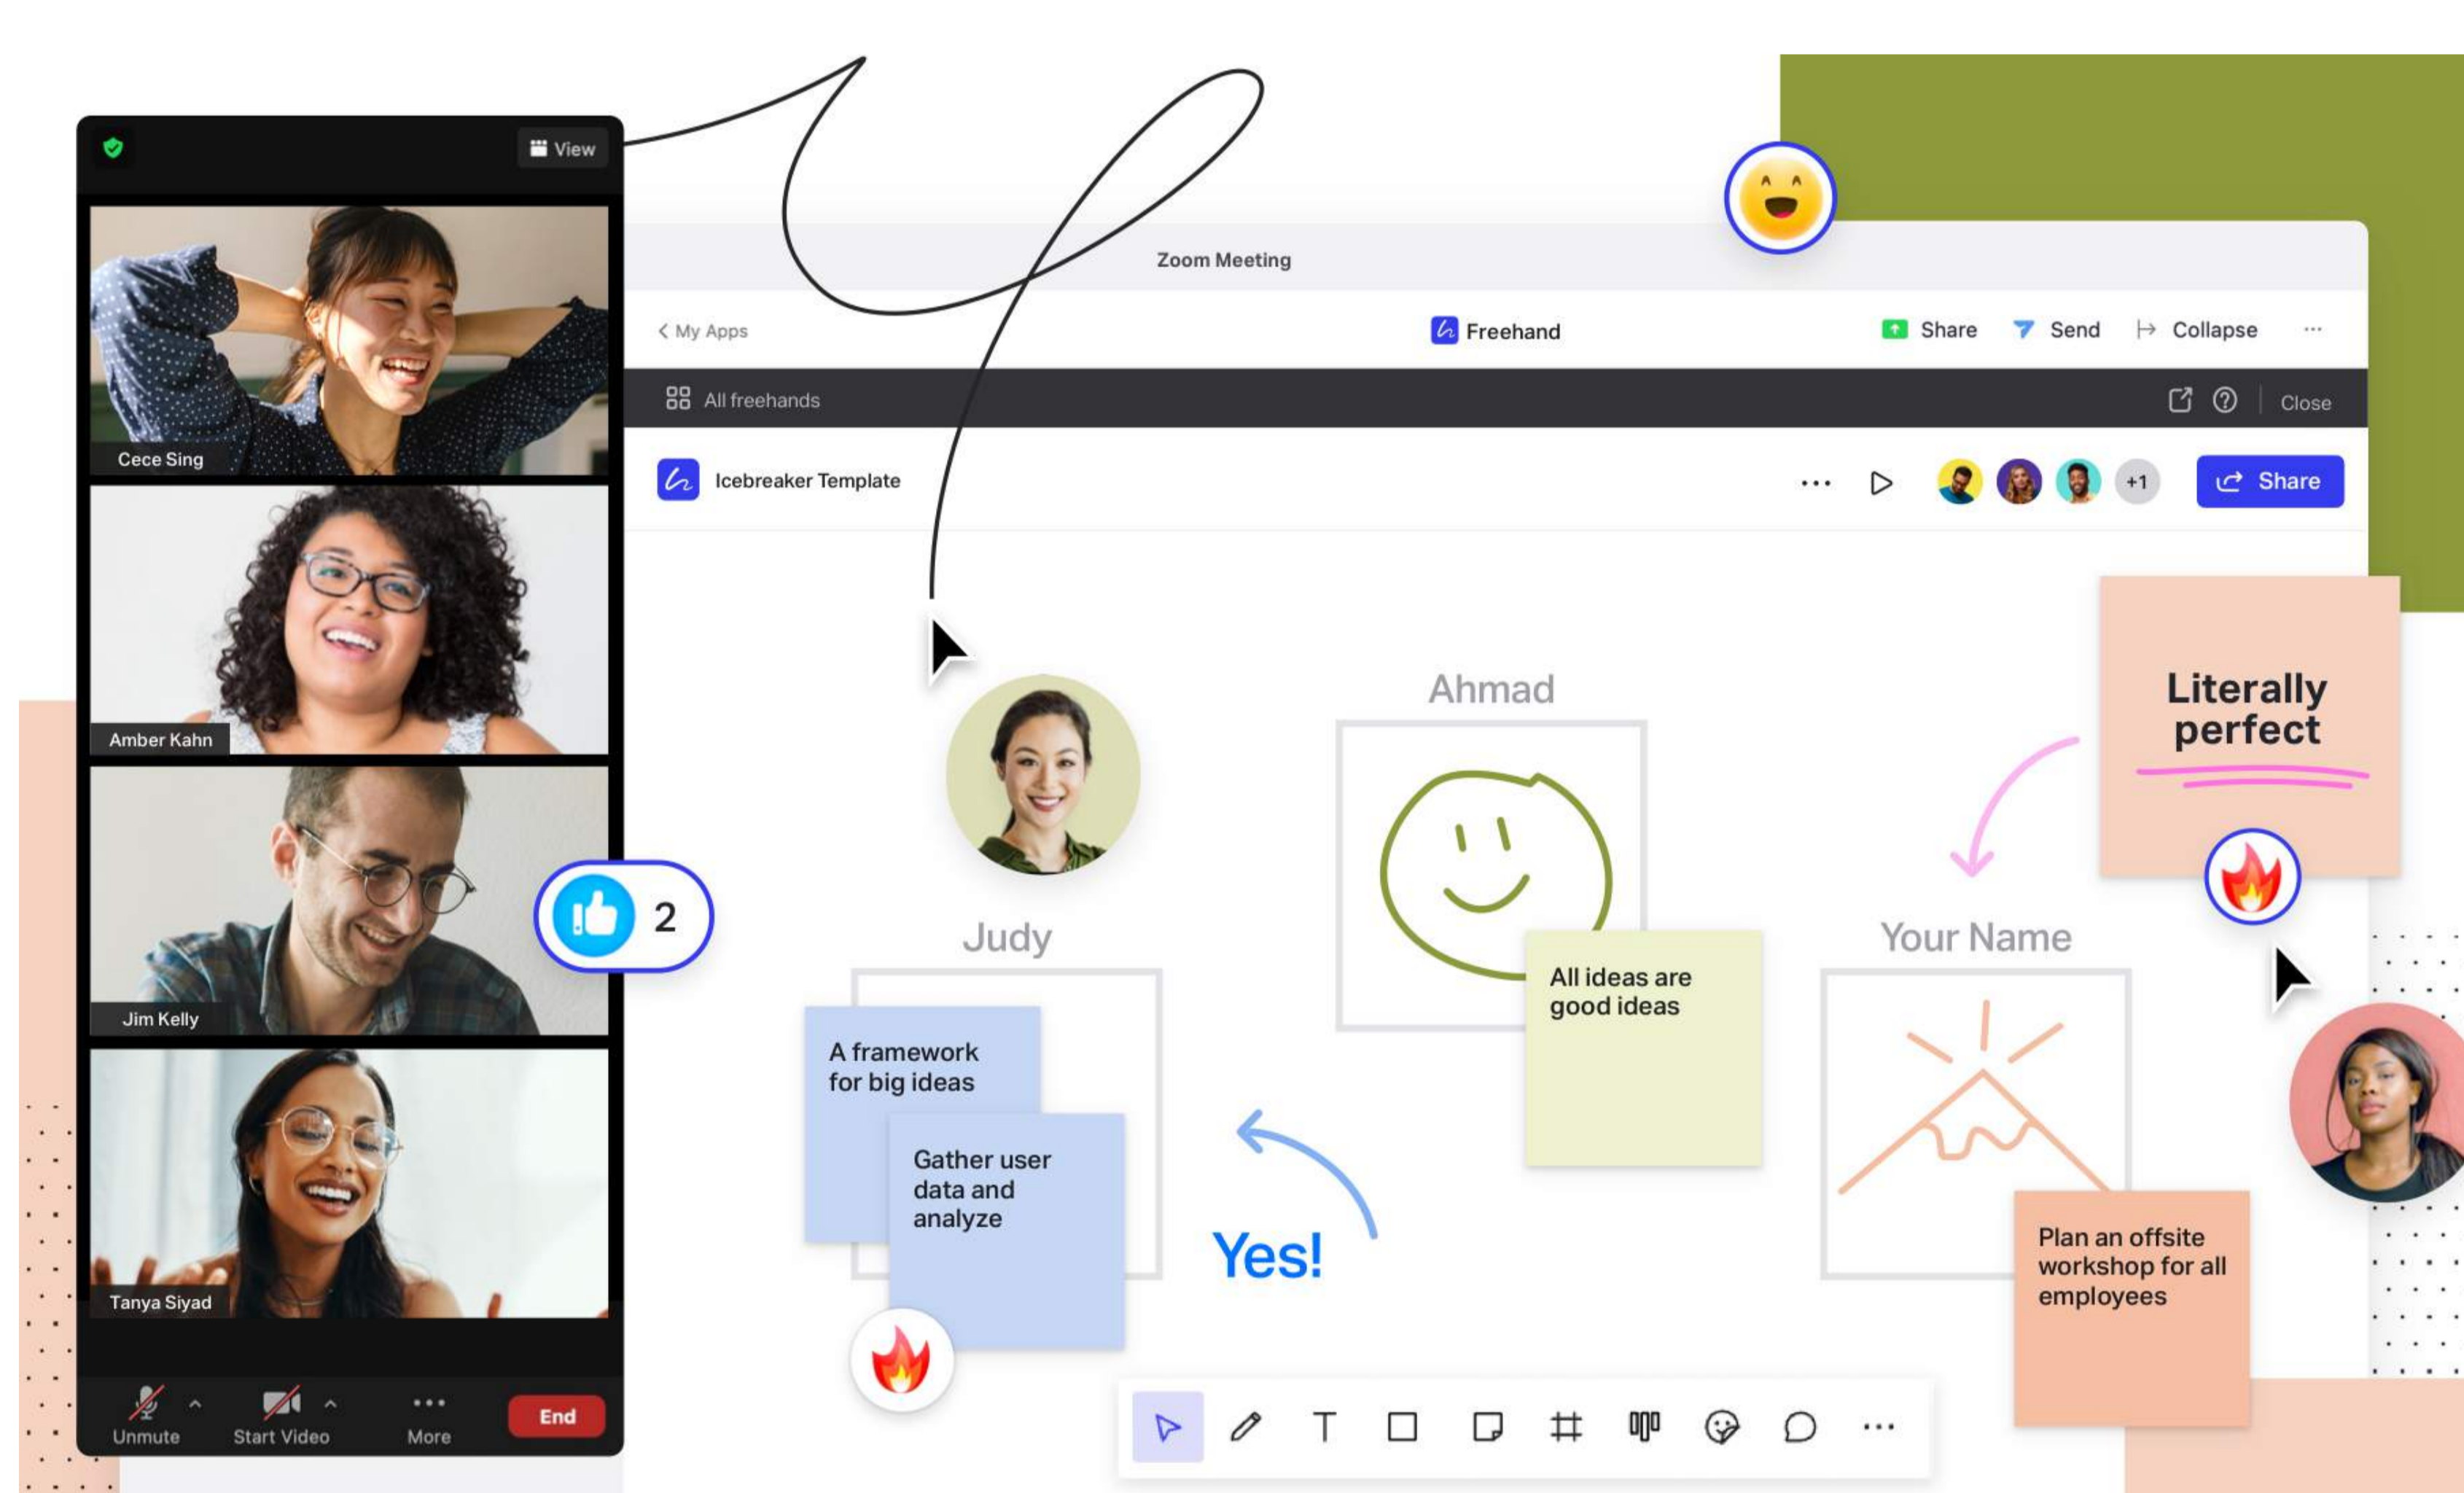 View
Cece Sing
Amber Kahn
Jim Kelly
2
Tanya Siyad
Unmute
Start Video
More
End
Zoom Meeting
My Apps
Freehand
Share
Send
Collapse
All freehands
Close
Icebreaker Template
+1
Share
Ahmad
Literally
perfect
Judy
All ideas are
good ideas
Your Name
A framework
for big ideas
Gather user
data and
analyze
Yes!
Plan an offsite
workshop for all
employees
T